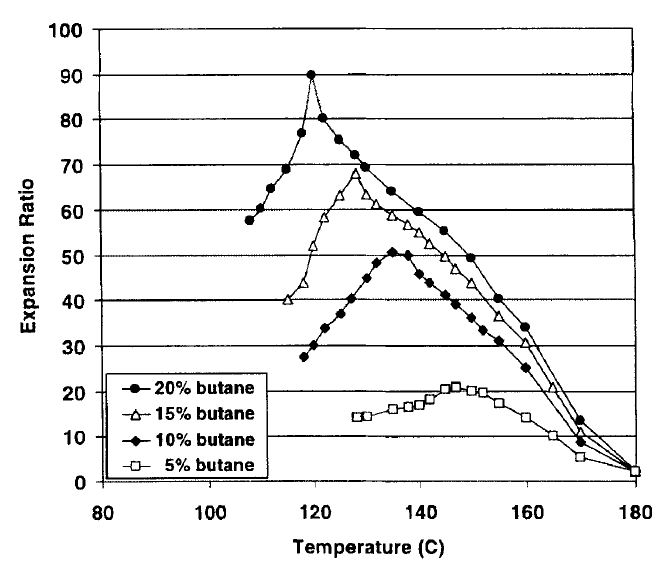 100
90
80
70
60
50
40
30
20
10
0
Expansion Ratio
20% butane
15% butane
10% butane
5% butane
80 100 120 140 160 180
Temperature (C)